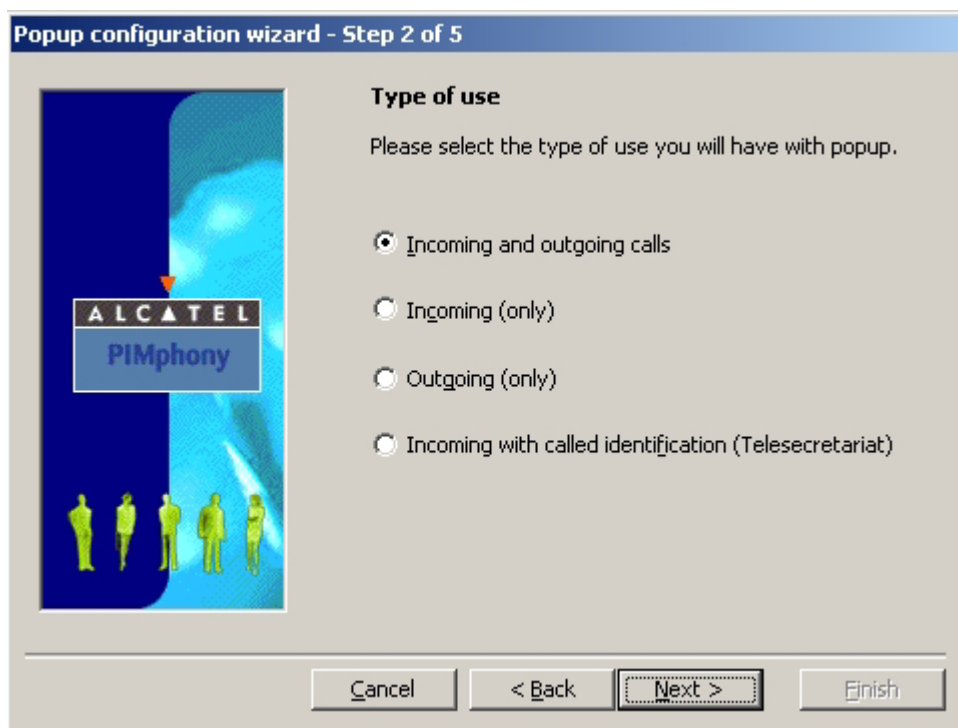 Popup configuration wizard - Step 2 of 5
Type of use
Please select the type of use you will have with popup.
Incoming and outgoing calls
Incoming (only)
Outgoing (only)
Incoming with called identification (Telesecretariat)
ALCATEL
PIMphony
Cancel
< Back
Next >
Finish